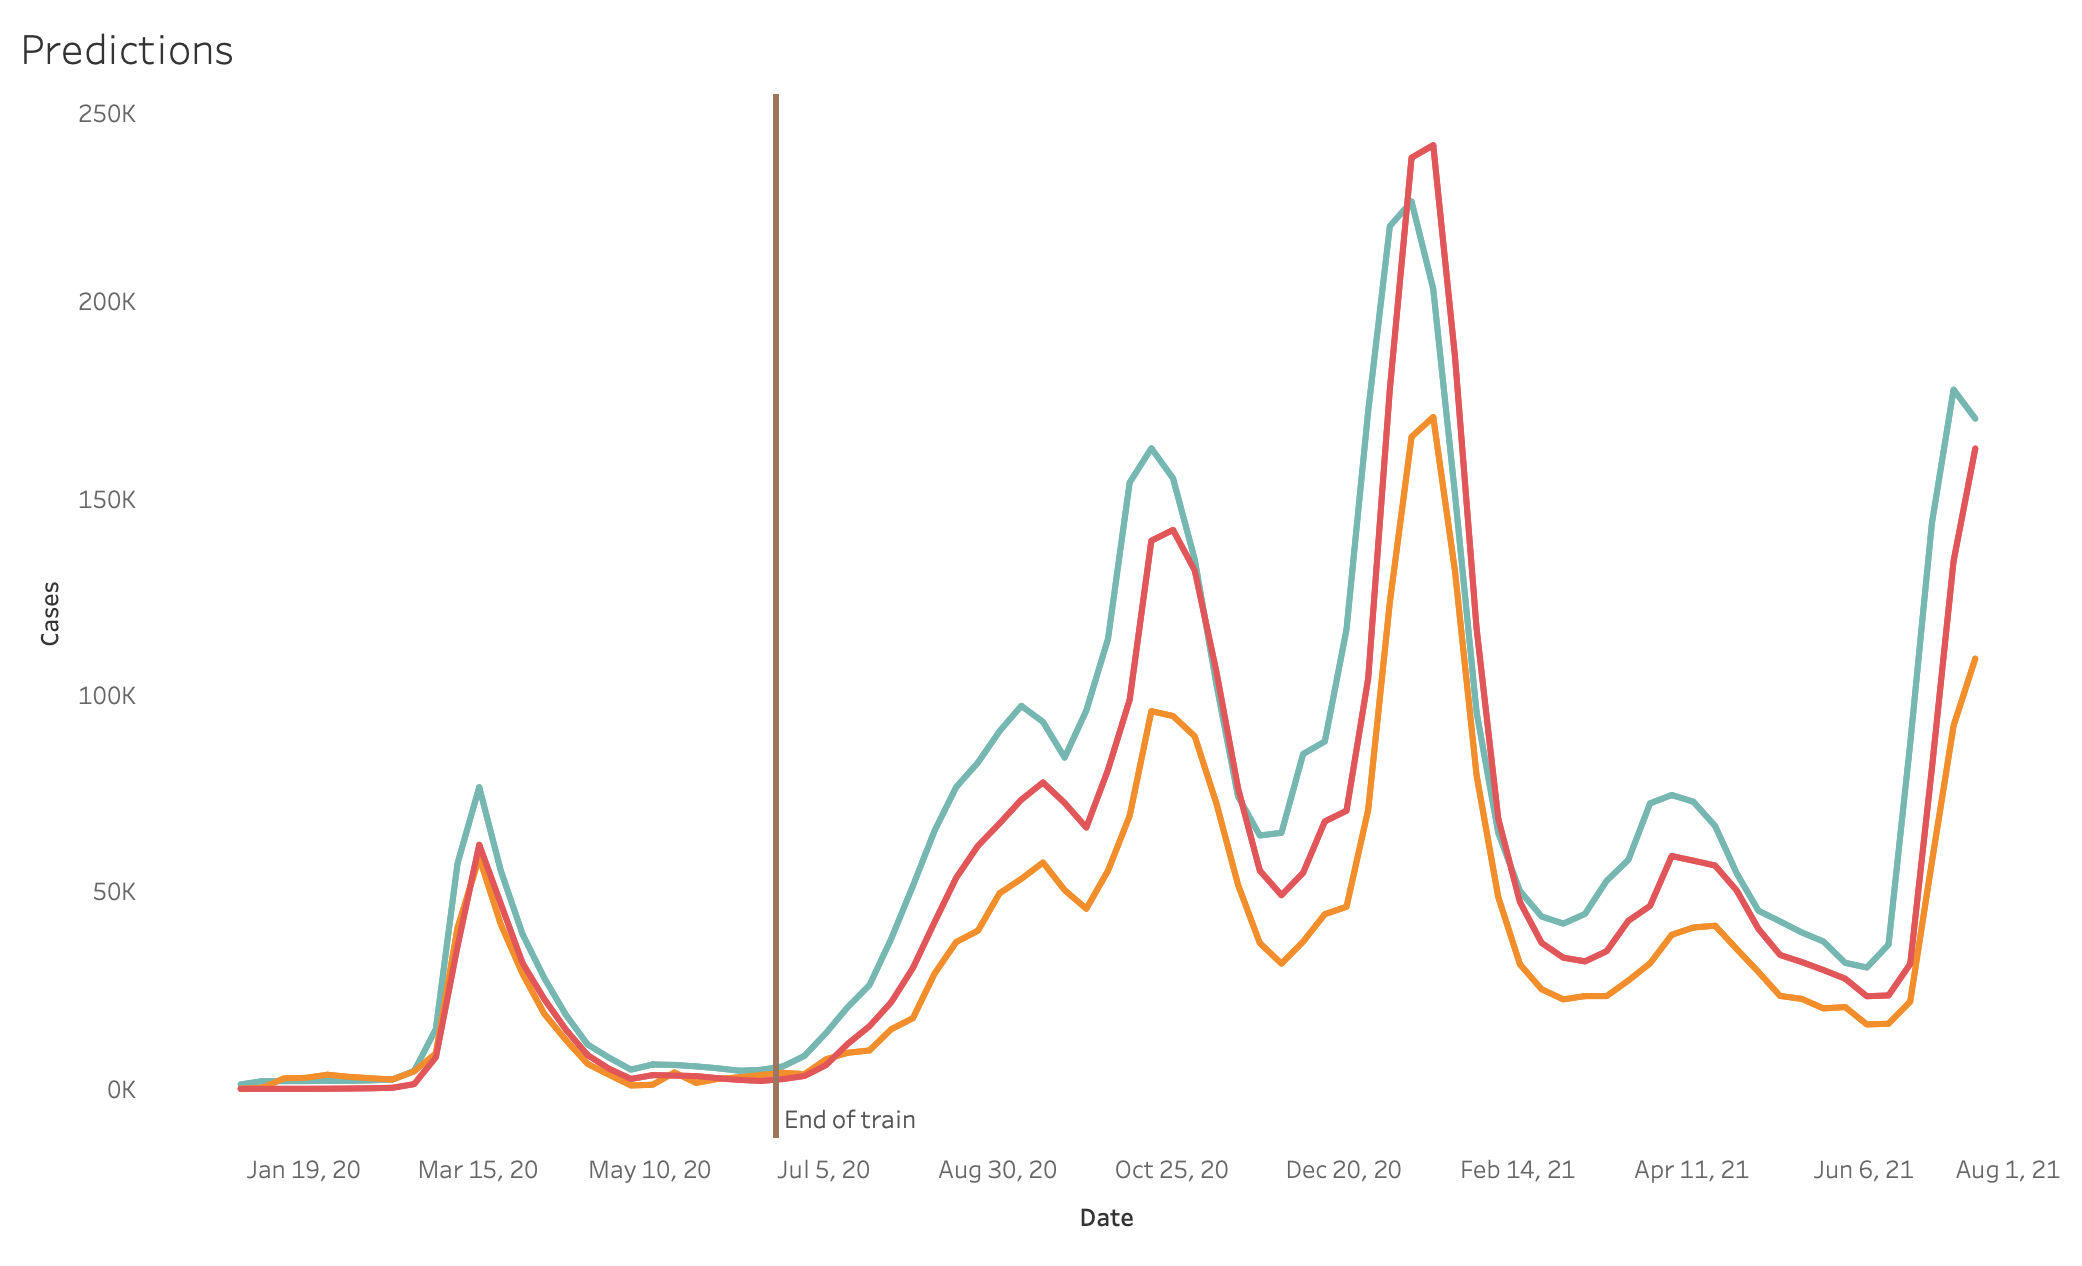 Predictions
250K
200K
150K
100K
50K
0K
Cases
End of train
Jan 19, 20 Mar 15, 20 May 10, 20 Jul 5, 20 Aug 30, 20 Oct 25, 20 Dec 20, 20 Feb 14, 21 Apr 11, 21 Jun 6, 21 Aug 1, 21
Date